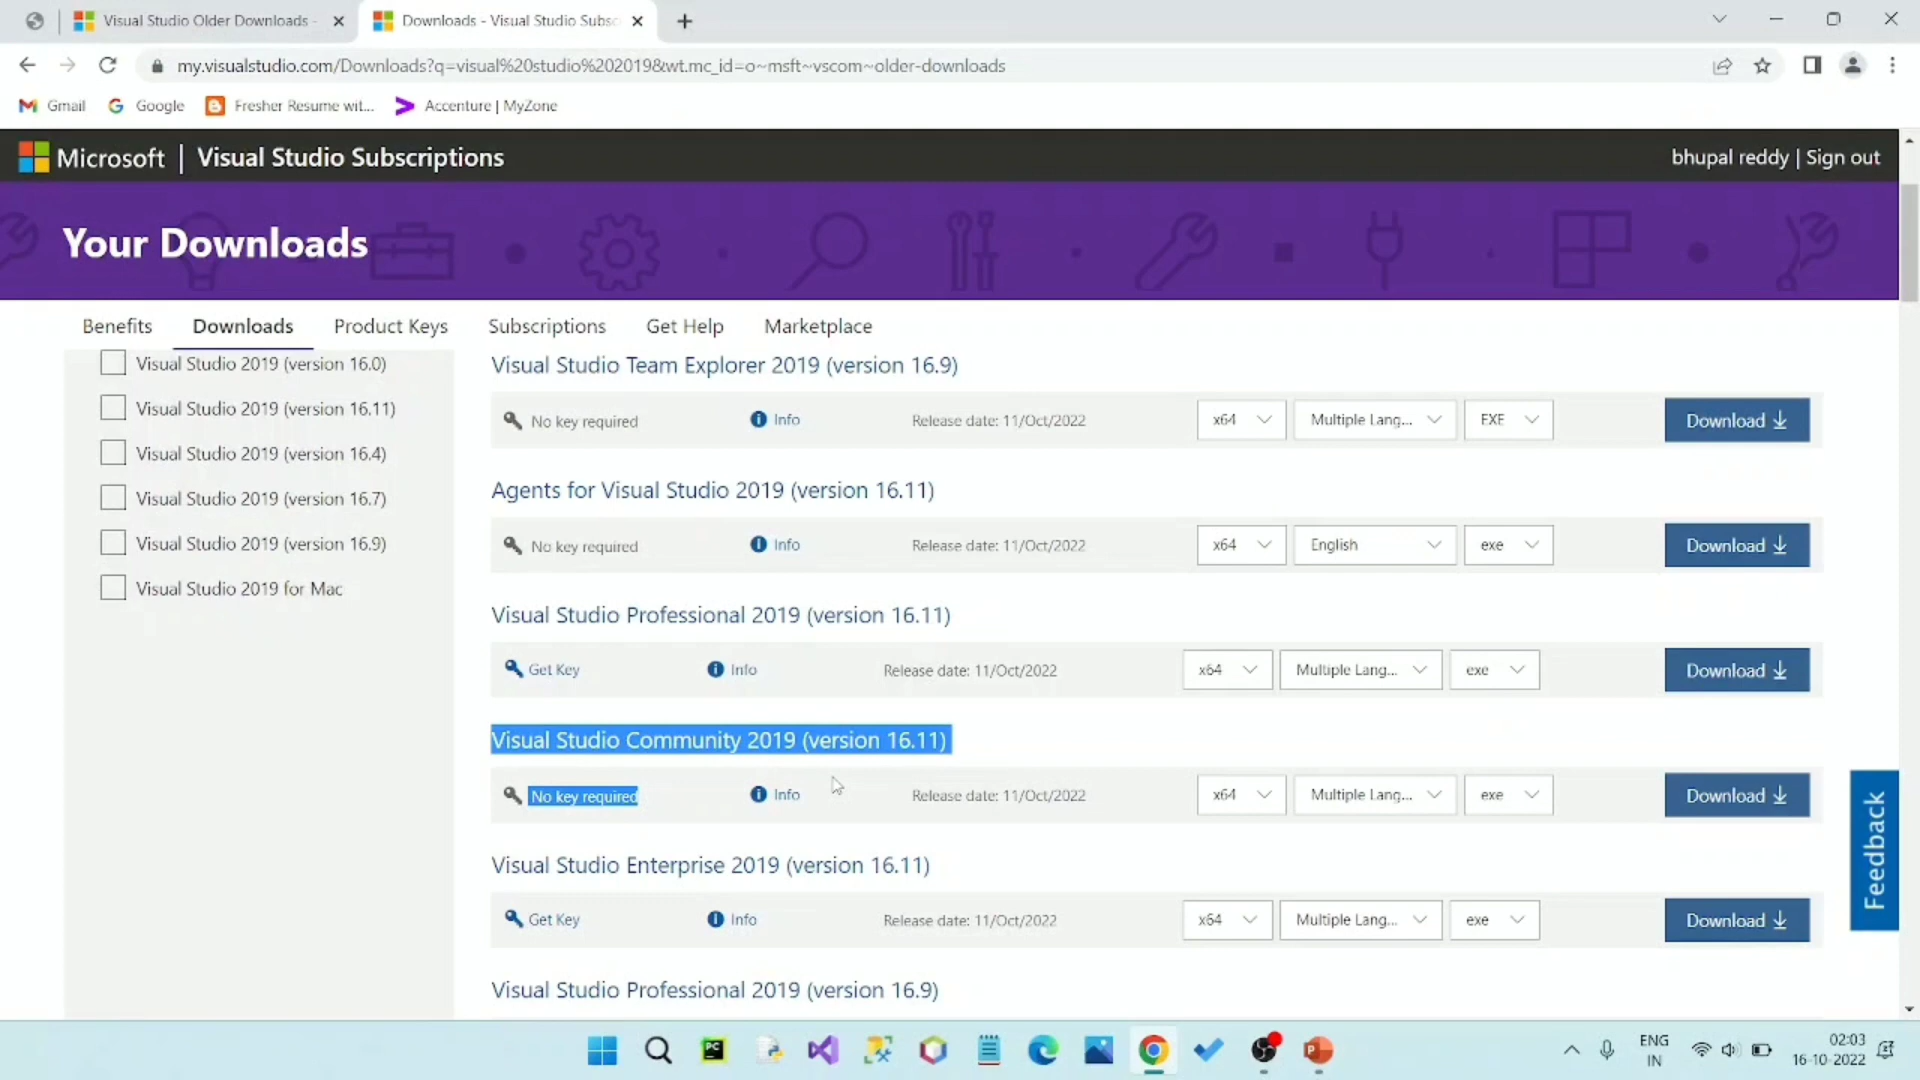 Visual Studio Older Downloads -
Downloads - Visual Studio Subsc
my.visualstudio.com/Downloads?q=visual%20studio%202019&wt.mc_id=o~msft~vscom~older-downloads
Gmail
Google
Fresher Resume wit...
Accenture | MyZone
Microsoft | Visual Studio Subscriptions
bhupal reddy | Sign out
Your Downloads
Benefits
Downloads
Product Keys
Subscriptions
Get Help
Marketplace
Visual Studio 2019 (version 16.0)
Visual Studio 2019 (version 16.11)
Visual Studio 2019 (version 16.4)
Visual Studio 2019 (version 16.7)
Visual Studio 2019 (version 16.9)
Visual Studio 2019 for Mac
Visual Studio Team Explorer 2019 (version 16.9)
No key required Info Release date: 11/Oct/2022 x64 Multiple Lang... EXE Download
Agents for Visual Studio 2019 (version 16.11)
No key required Info Release date: 11/Oct/2022 x64 English exe Download
Visual Studio Professional 2019 (version 16.11)
Get Key Info Release date: 11/Oct/2022 x64 Multiple Lang... exe Download
Visual Studio Community 2019 (version 16.11)
No key required Info Release date: 11/Oct/2022 x64 Multiple Lang... exe Download
Visual Studio Enterprise 2019 (version 16.11)
Get Key Info Release date: 11/Oct/2022 x64 Multiple Lang... exe Download
Visual Studio Professional 2019 (version 16.9)
Feedback
PC
P
ENG
IN
02:03
16-10-2022